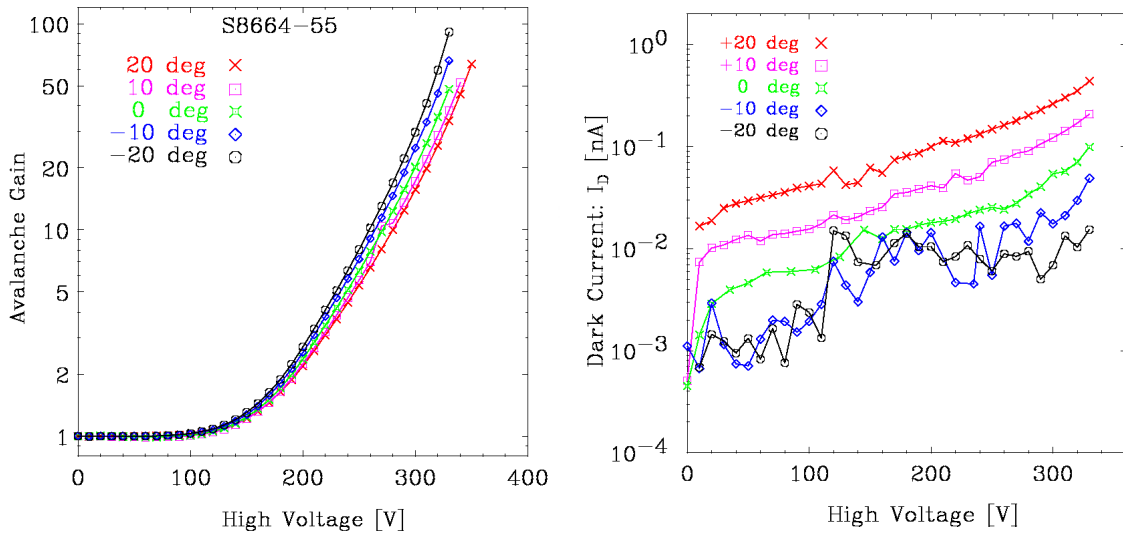 S8664−55
20 deg
10 deg
0 deg
−10 deg
−20 deg
100
50
20
10
5
2
1
0
100
200
300
400
Avalanche Gain
High Voltage [V]
+20 deg
+10 deg
0 deg
−10 deg
−20 deg
10⁰
10⁻¹
10⁻²
10⁻³
10⁻⁴
0
100
200
300
Dark Current: I_D [nA]
High Voltage [V]